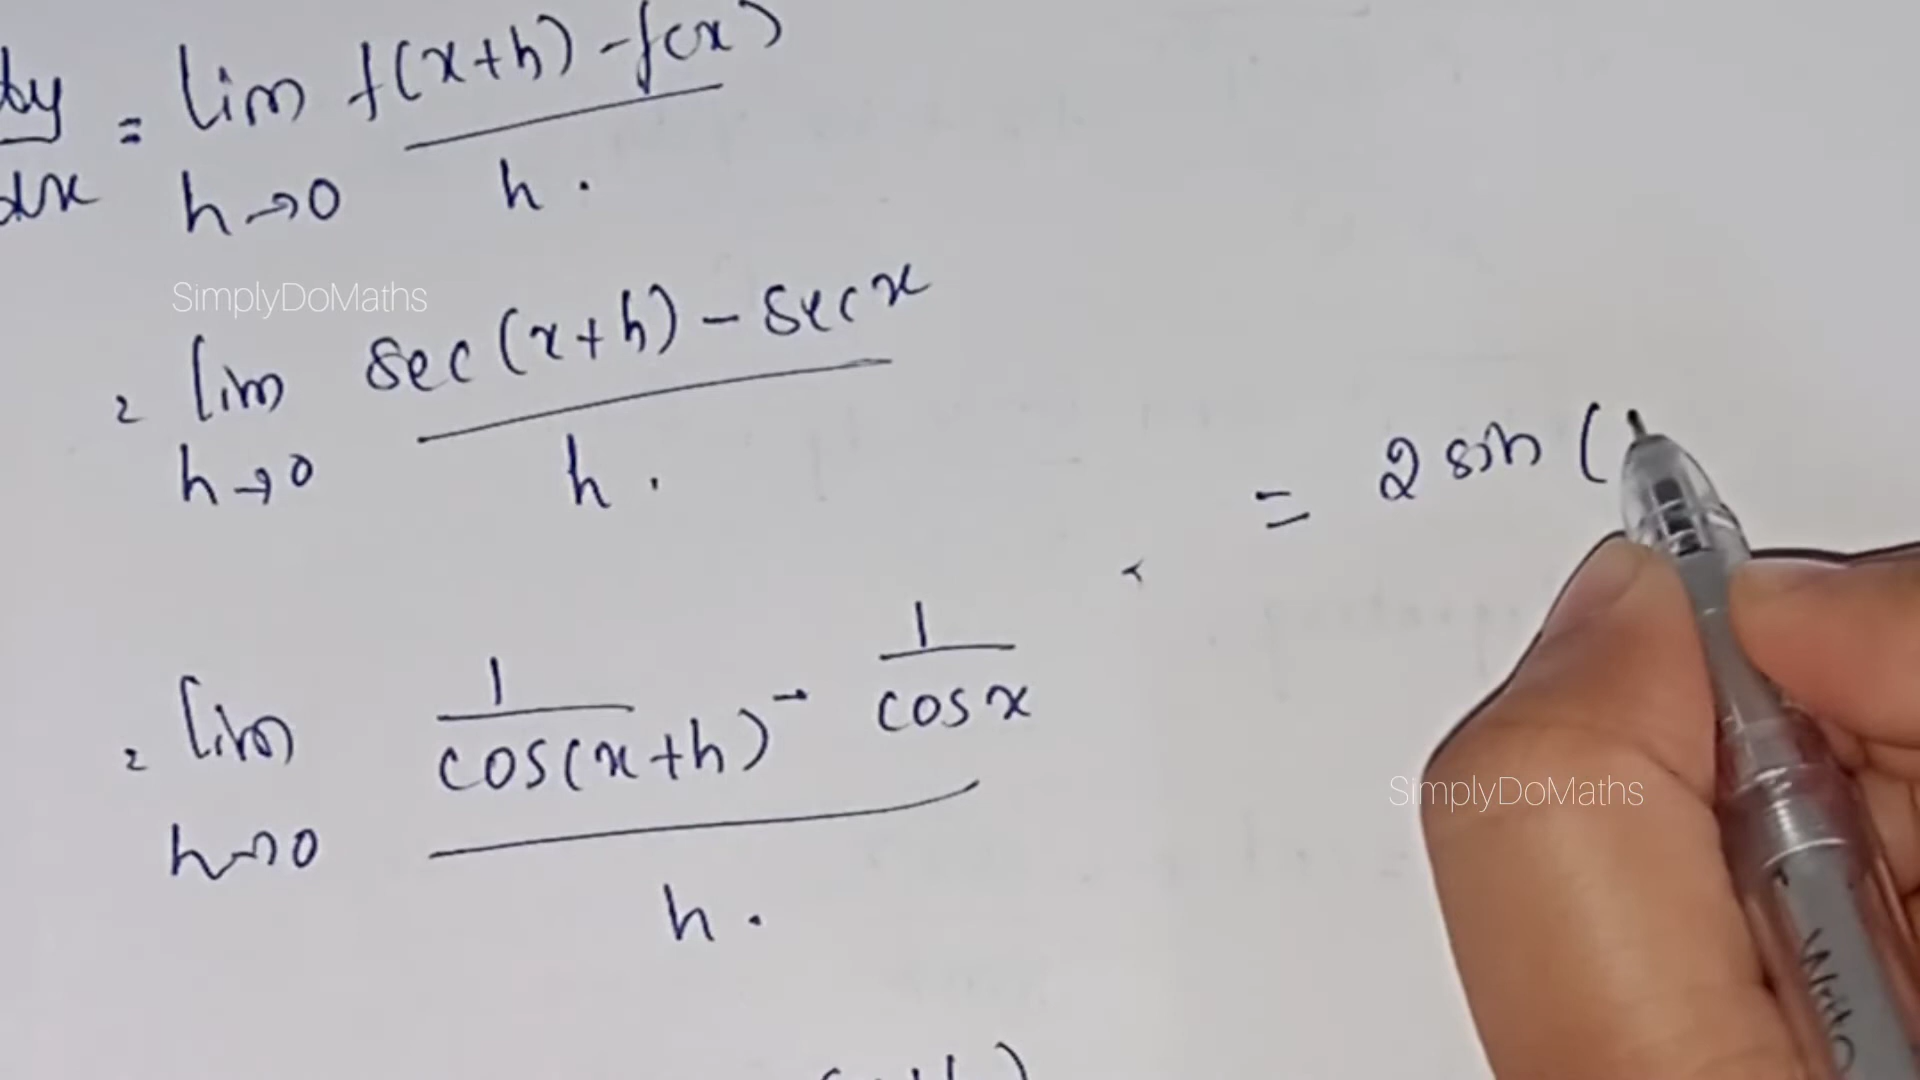 dy/dx = lim h→0 f(x+h) - f(x) / h.
SimplyDoMaths
= lim h→0 sec(x+h) - sec x / h.
= 2 sin (
= lim h→0 1/cos(x+h) - 1/cos x / h.
SimplyDoMaths